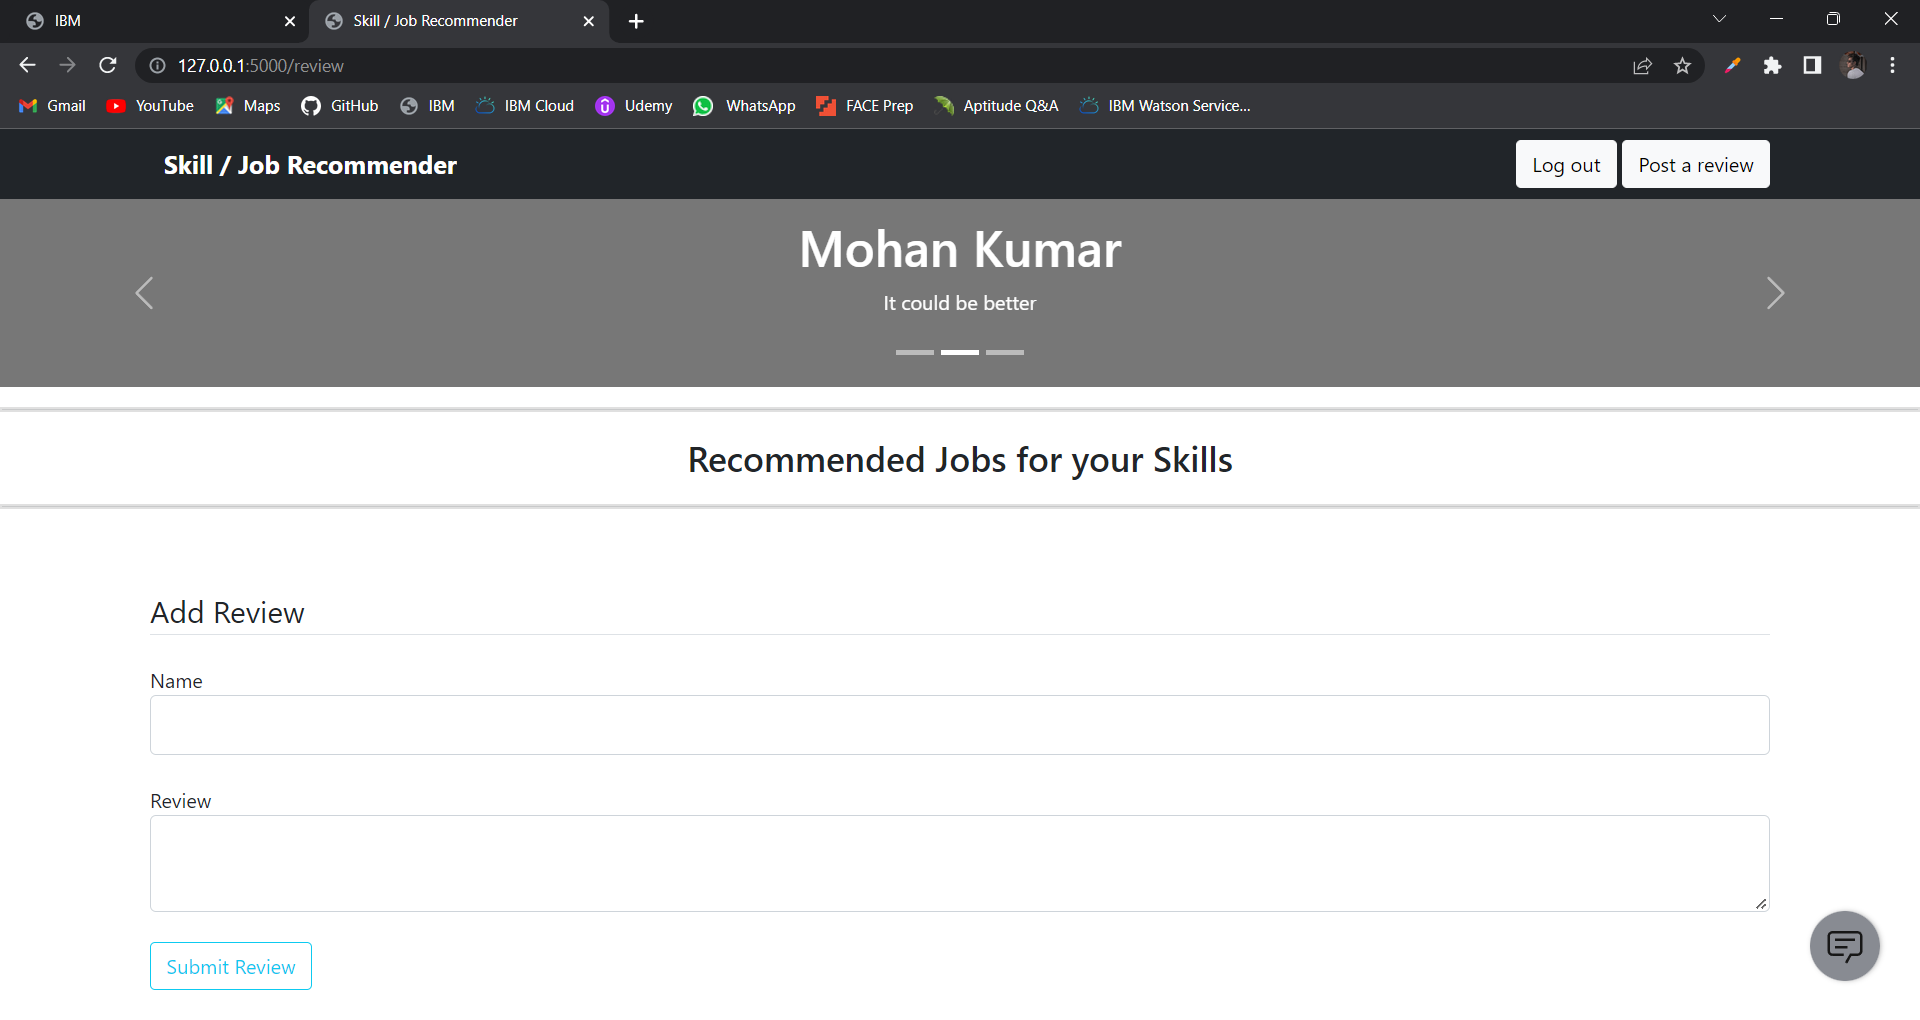 IBM
Skill / Job Recommender
127.0.0.1:5000/review
Gmail YouTube Maps GitHub IBM IBM Cloud Udemy WhatsApp FACE Prep Aptitude Q&A IBM Watson Service...
Skill / Job Recommender
Log out
Post a review
Mohan Kumar
It could be better
Recommended Jobs for your Skills
Add Review
Name
Review
Submit Review